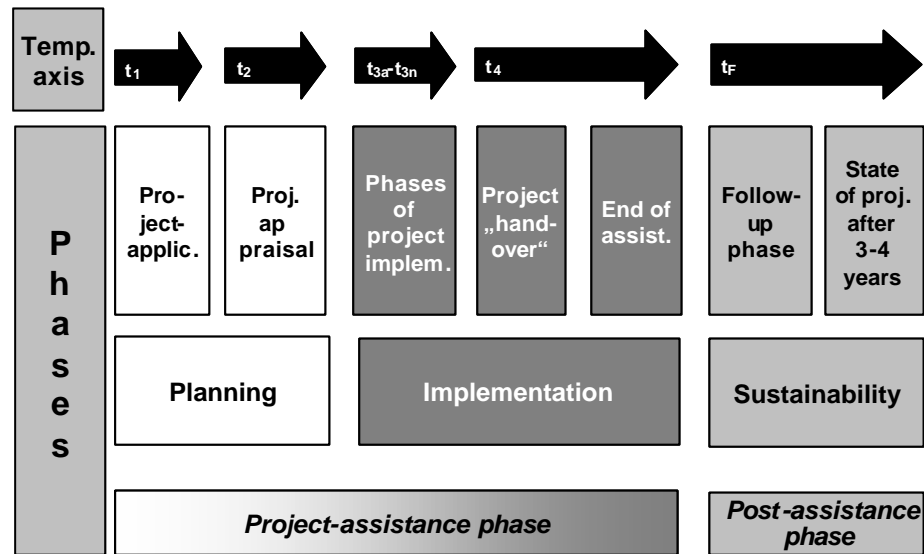 Temp.
axis
t1
t2
t3a-t3n
t4
tF
Phases
Pro-
ject-
applic.
Proj.
ap
praisal
Phases
of
project
implem.
Project
„hand-
over“
End of
assist.
Follow-
up
phase
State
of proj.
after
3-4
years
Planning
Implementation
Sustainability
Project-assistance phase
Post-assistance
phase